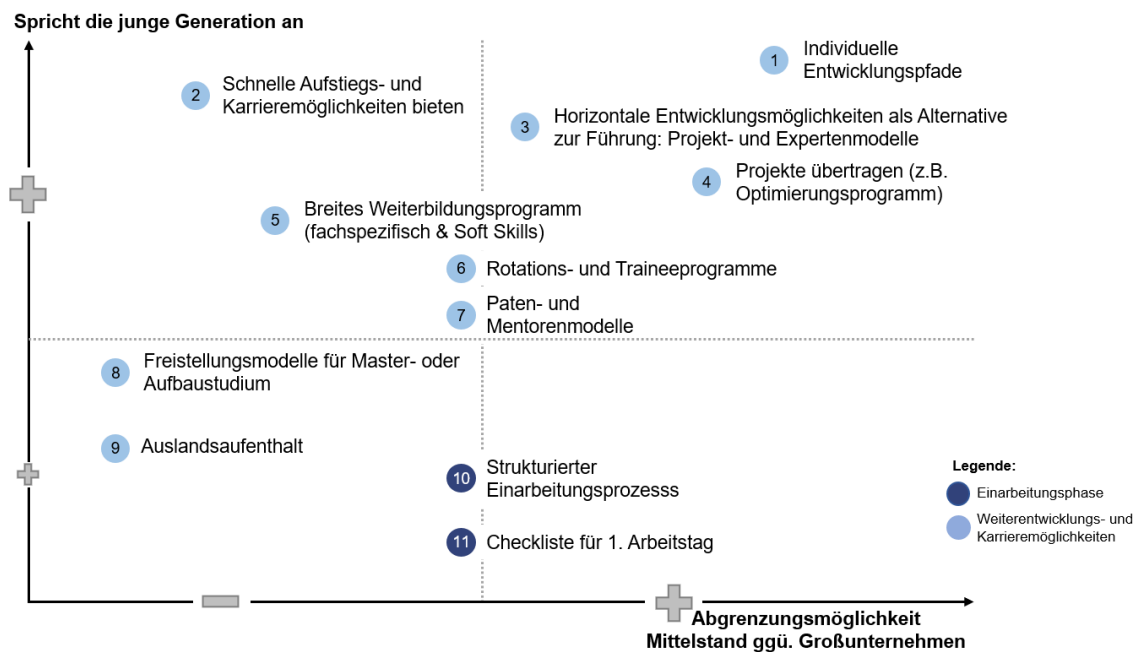 Spricht die junge Generation an
1
Individuelle
Entwicklungspfade
2
Schnelle Aufstiegs- und
Karrieremöglichkeiten bieten
3
Horizontale Entwicklungsmöglichkeiten als Alternative
zur Führung: Projekt- und Expertenmodelle
4
Projekte übertragen (z.B.
Optimierungsprogramm)
5
Breites Weiterbildungsprogramm
(fachspezifisch & Soft Skills)
6
Rotations- und Traineeprogramme
7
Paten- und
Mentorenmodelle
8
Freistellungsmodelle für Master- oder
Aufbaustudium
9
Auslandsaufenthalt
10
Strukturierter
Einarbeitungsprozesss
11
Checkliste für 1. Arbeitstag
Legende:
Einarbeitungsphase
Weiterentwicklungs- und
Karrieremöglichkeiten
Abgrenzungsmöglichkeit
Mittelstand ggü. Großunternehmen